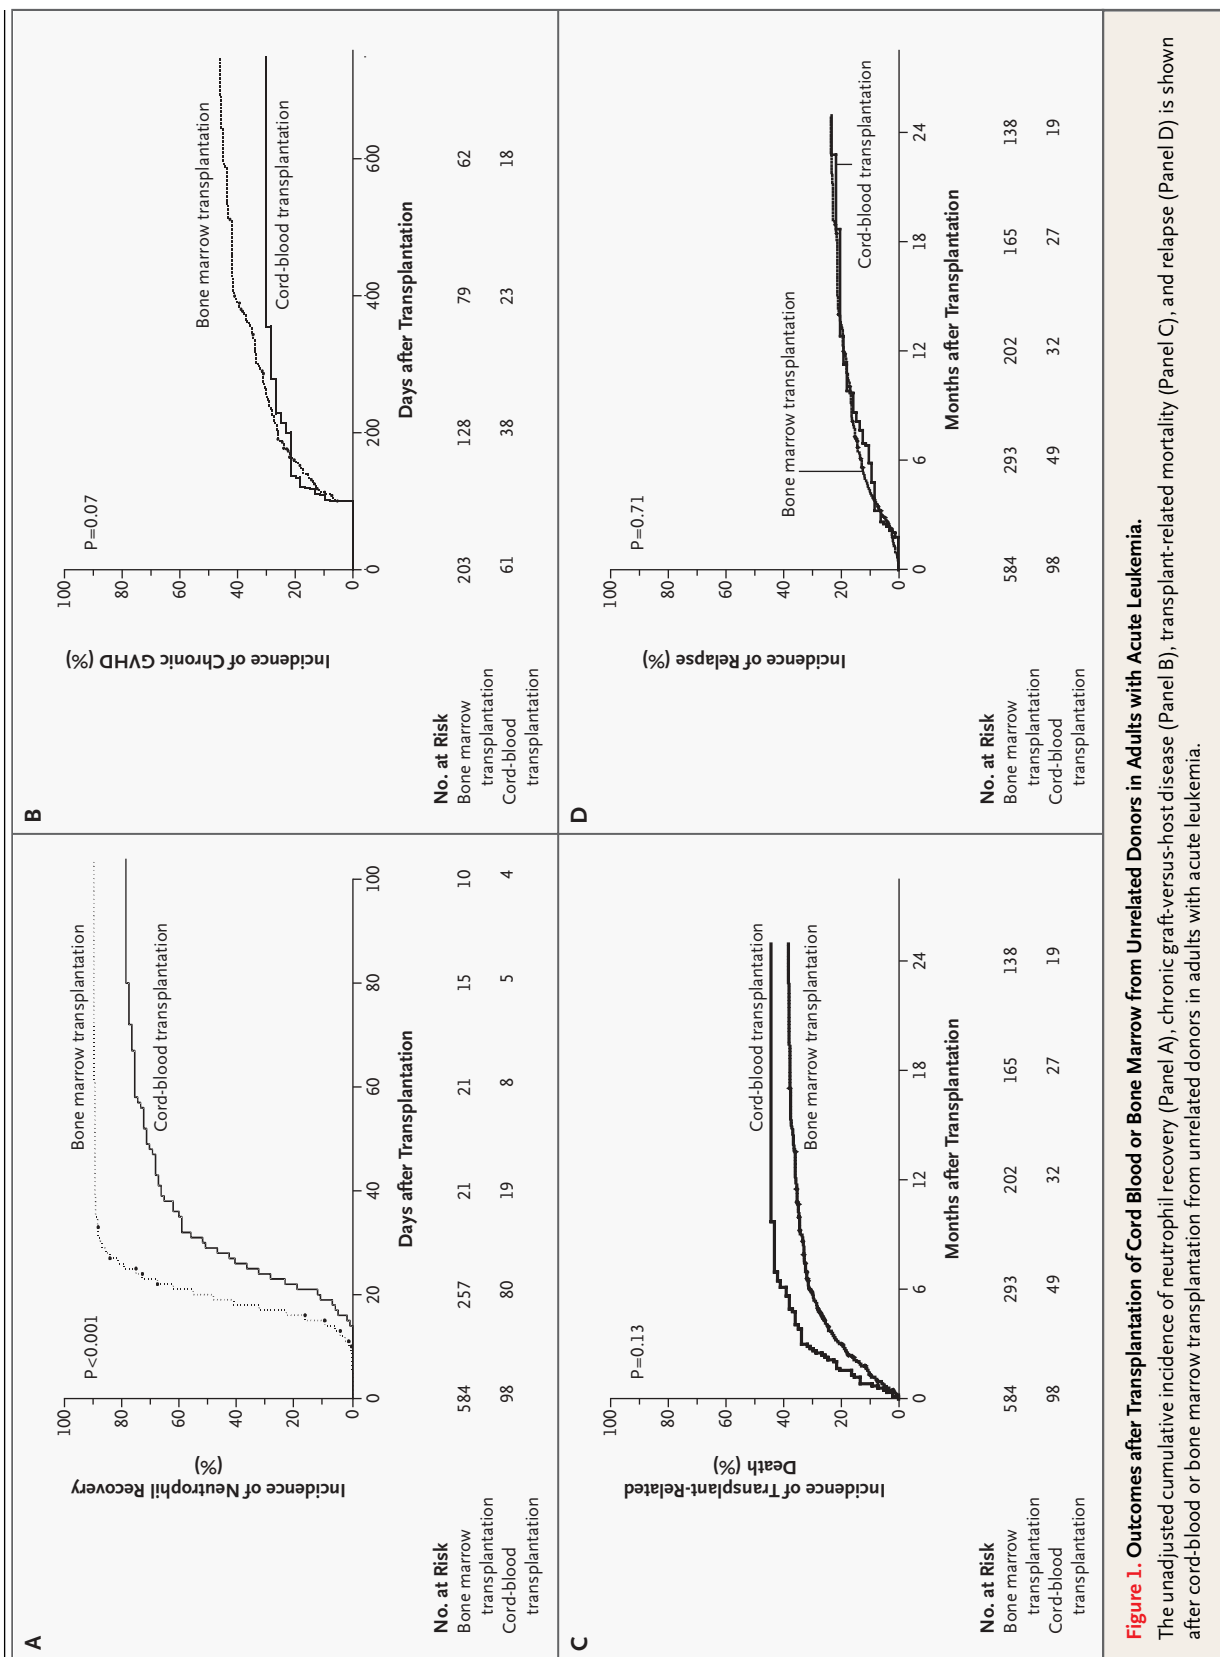 A
Incidence of Neutrophil Recovery
(%)
100
80
60
40
20
0
P<0.001
Bone marrow transplantation
Cord-blood transplantation
0 20 40 60 80 100
Days after Transplantation
No. at Risk
Bone marrow
transplantation
584 257 21 21 15 10
Cord-blood
transplantation
98 80 19 8 5 4
B
Incidence of Chronic GVHD (%)
100
80
60
40
20
0
P=0.07
Bone marrow transplantation
Cord-blood transplantation
0 200 400 600
Days after Transplantation
No. at Risk
Bone marrow
transplantation
203 128 79 62
Cord-blood
transplantation
61 38 23 18
C
Incidence of Transplant-Related
Death (%)
100
80
60
40
20
0
P=0.13
Cord-blood transplantation
Bone marrow transplantation
0 6 12 18 24
Months after Transplantation
No. at Risk
Bone marrow
transplantation
584 293 202 165 138
Cord-blood
transplantation
98 49 32 27 19
D
Incidence of Relapse (%)
100
80
60
40
20
0
P=0.71
Bone marrow transplantation
Cord-blood transplantation
0 6 12 18 24
Months after Transplantation
No. at Risk
Bone marrow
transplantation
584 293 202 165 138
Cord-blood
transplantation
98 49 32 27 19
Figure 1. Outcomes after Transplantation of Cord Blood or Bone Marrow from Unrelated Donors in Adults with Acute Leukemia.
The unadjusted cumulative incidence of neutrophil recovery (Panel A), chronic graft-versus-host disease (Panel B), transplant-related mortality (Panel C), and relapse (Panel D) is shown
after cord-blood or bone marrow transplantation from unrelated donors in adults with acute leukemia.